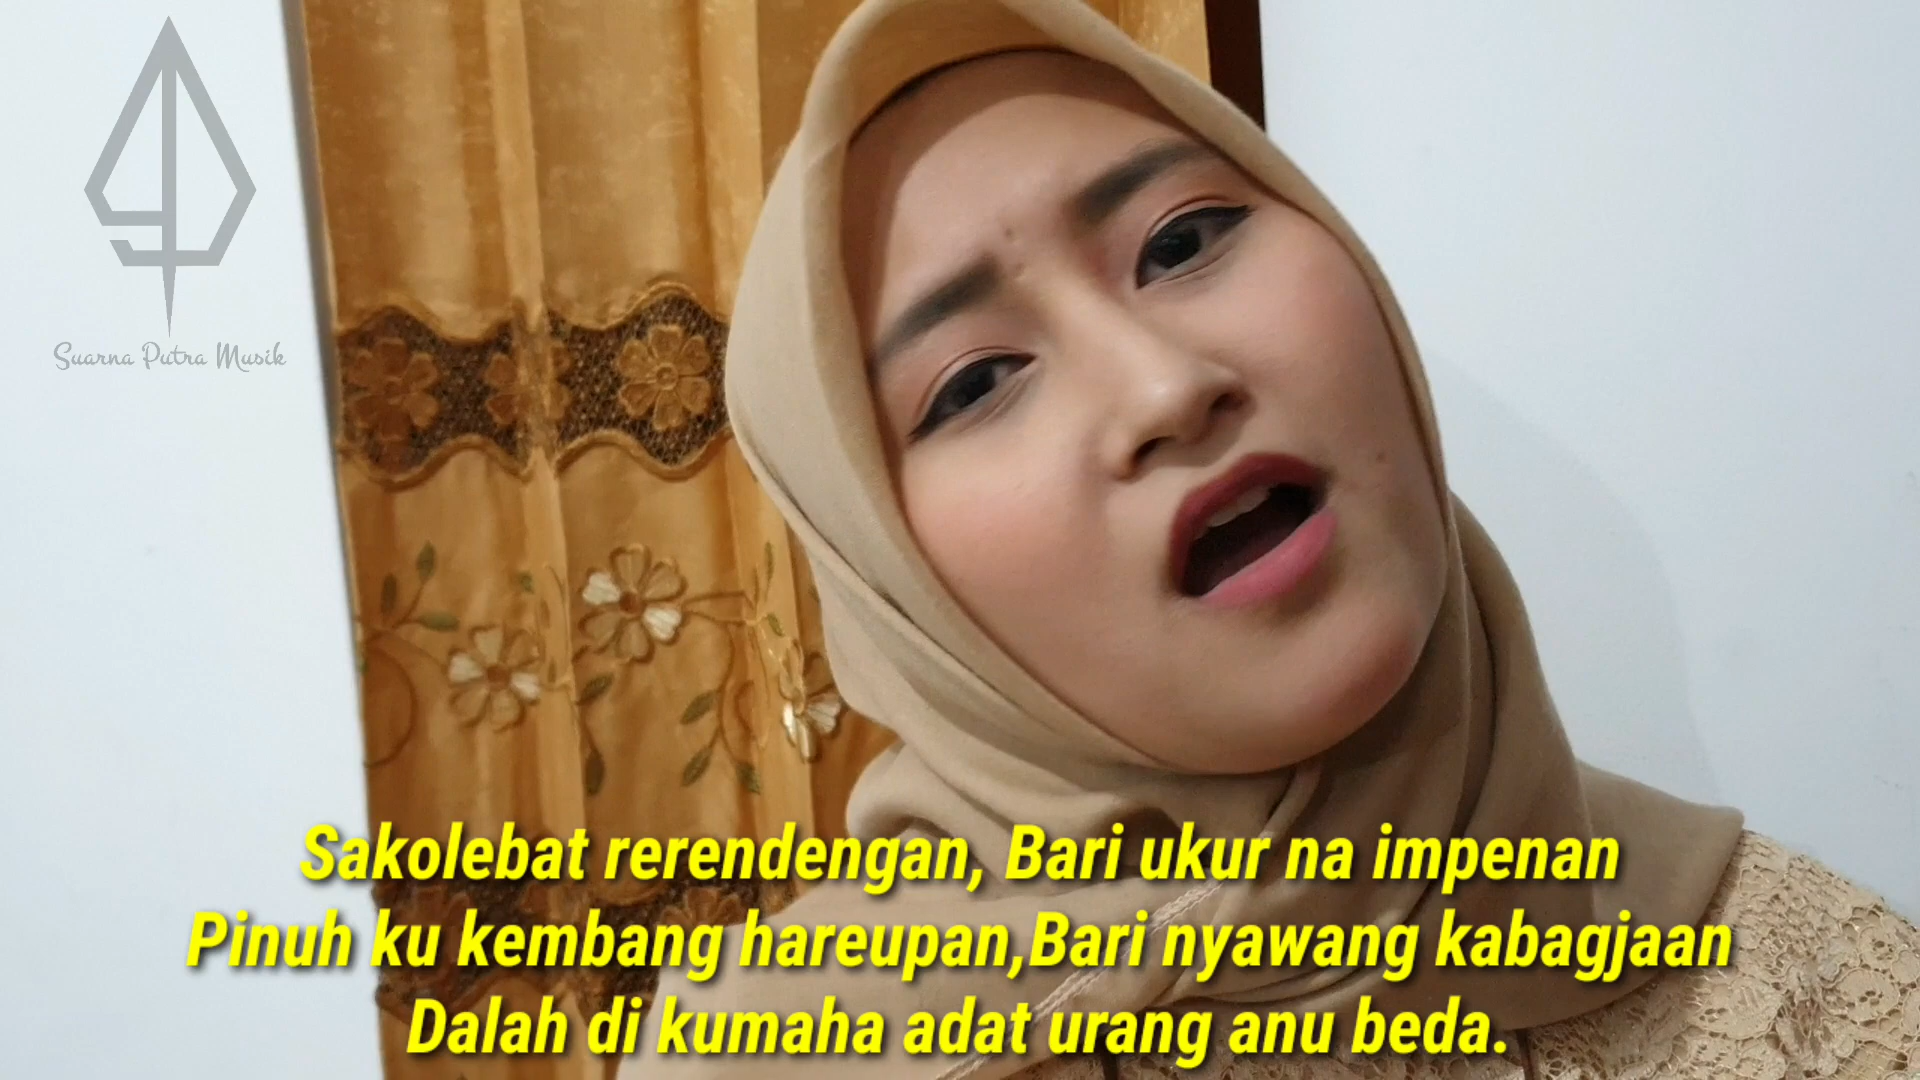 Suarna Putra Musik
Sakolebat rerendengan, Bari ukur na impenan
Pinuh ku kembang hareupan,Bari nyawang kabagjaan
Dalah di kumaha adat urang anu beda.